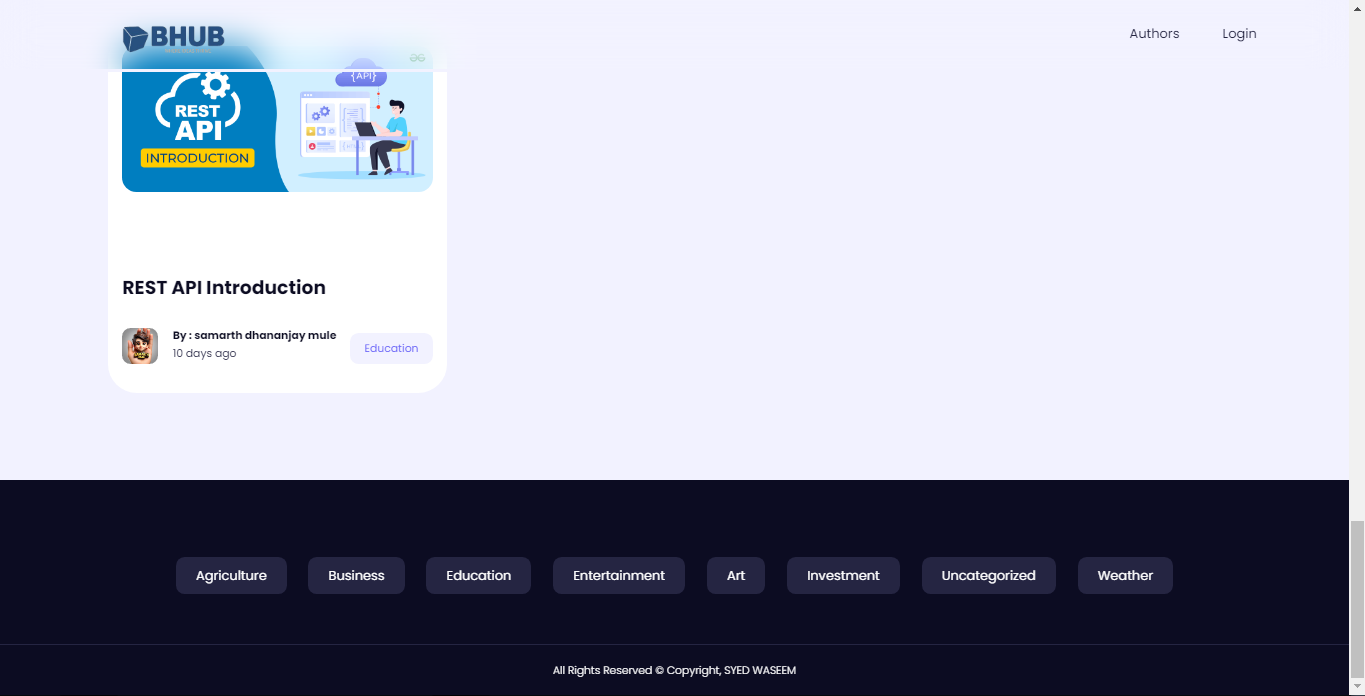 BHUB
Authors
Login
{API}
REST
API
INTRODUCTION
REST API Introduction
By : samarth dhananjay mule
10 days ago
Education
Agriculture
Business
Education
Entertainment
Art
Investment
Uncategorized
Weather
All Rights Reserved © Copyright, SYED WASEEM